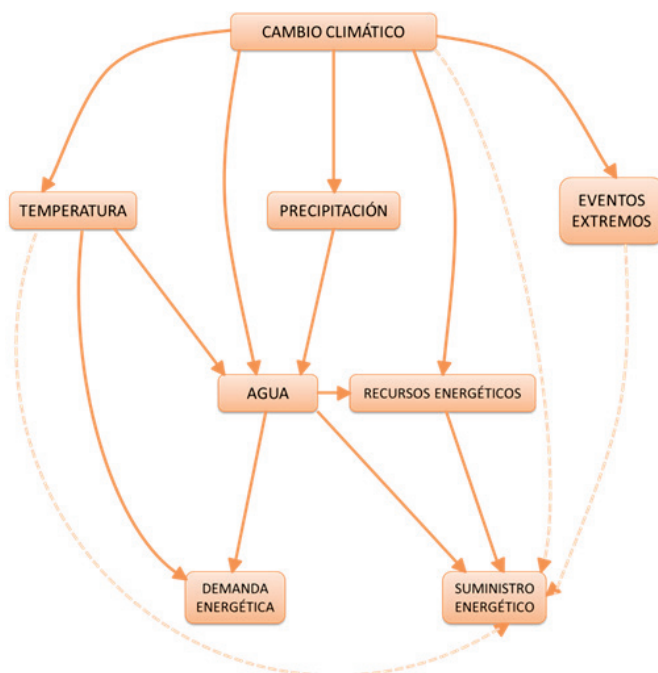 CAMBIO CLIMÁTICO
TEMPERATURA
PRECIPITACIÓN
EVENTOS
EXTREMOS
AGUA
RECURSOS ENERGÉTICOS
DEMANDA
ENERGÉTICA
SUMINISTRO
ENERGÉTICO